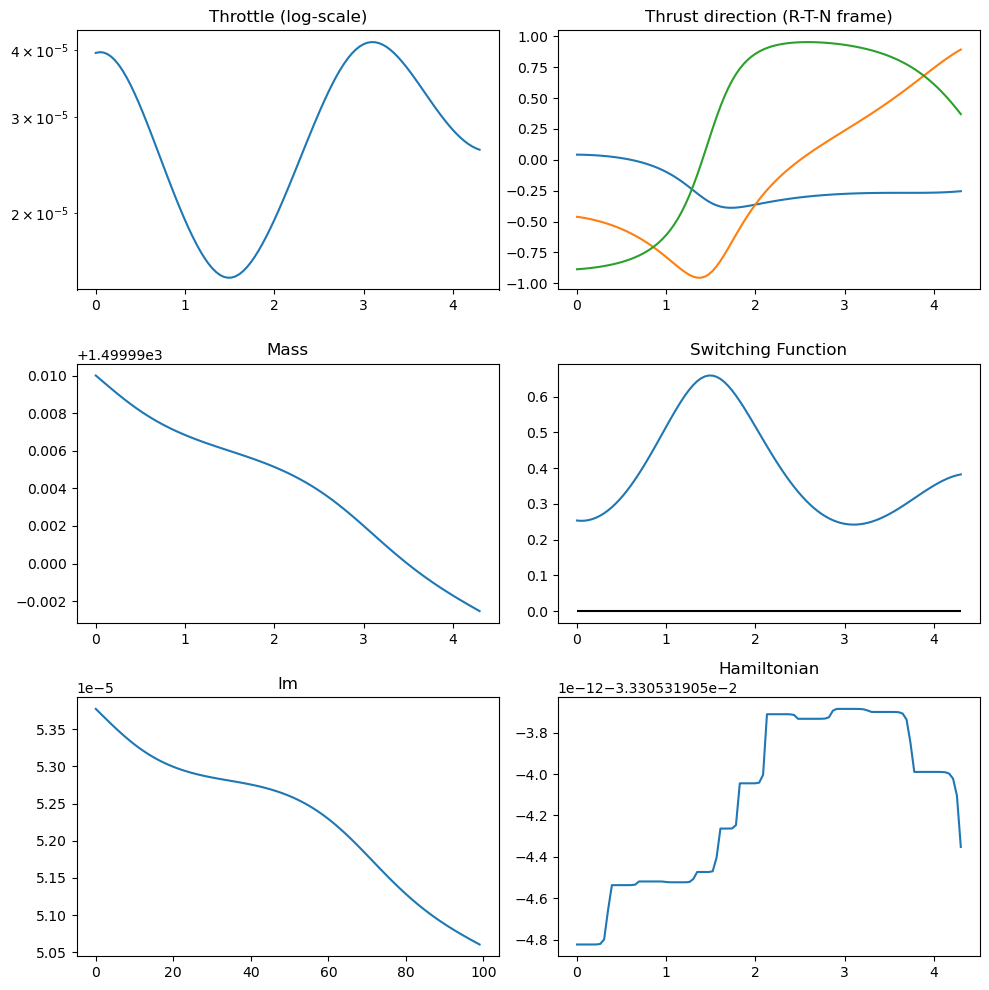 Throttle (log-scale)
4 × 10⁻⁵
3 × 10⁻⁵
2 × 10⁻⁵
0 1 2 3 4
Thrust direction (R-T-N frame)
1.00
0.75
0.50
0.25
0.00
−0.25
−0.50
−0.75
−1.00
0 1 2 3 4
Mass
+1.49999e3
0.010
0.008
0.006
0.004
0.002
0.000
−0.002
0 1 2 3 4
Switching Function
0.6
0.5
0.4
0.3
0.2
0.1
0.0
0 1 2 3 4
lm
1e−5
5.35
5.30
5.25
5.20
5.15
5.10
5.05
0 20 40 60 80 100
Hamiltonian
1e−12−3.330531905e−2
−3.8
−4.0
−4.2
−4.4
−4.6
−4.8
0 1 2 3 4